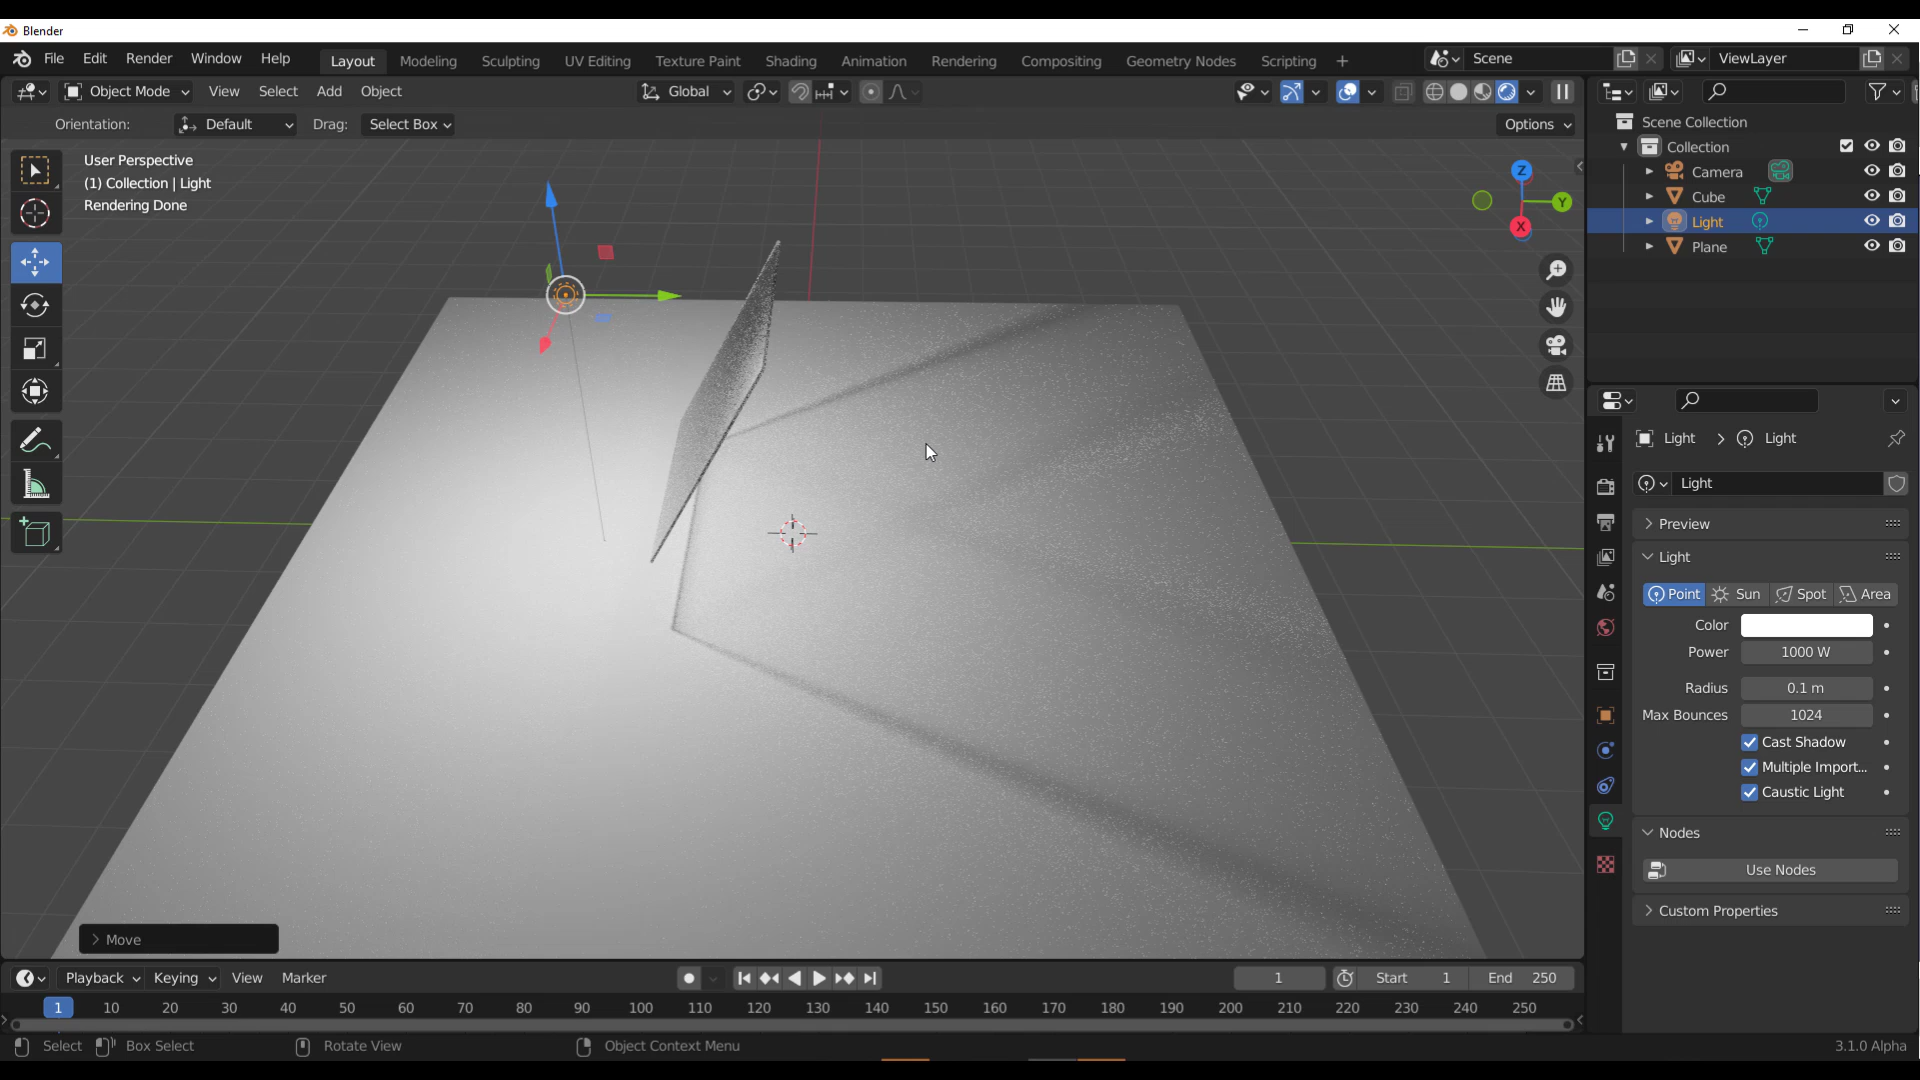 Blender
File Edit Render Window Help
Layout Modeling Sculpting UV Editing Texture Paint Shading Animation Rendering Compositing Geometry Nodes Scripting +
Scene
ViewLayer
Object Mode View Select Add Object
Global
Orientation: Default Drag: Select Box
Options
User Perspective
(1) Collection | Light
Rendering Done
Z
Y
X
Move
Scene Collection
Collection
Camera
Cube
Light
Plane
Light > Light
Light
Preview
Light
Point Sun Spot Area
Color
Power 1000 W
Radius 0.1 m
Max Bounces 1024
Cast Shadow
Multiple Import...
Caustic Light
Nodes
Use Nodes
Custom Properties
Playback Keying View Marker
1 Start 1 End 250
1 10 20 30 40 50 60 70 80 90 100 110 120 130 140 150 160 170 180 190 200 210 220 230 240 250
Select Box Select Rotate View Object Context Menu
3.1.0 Alpha